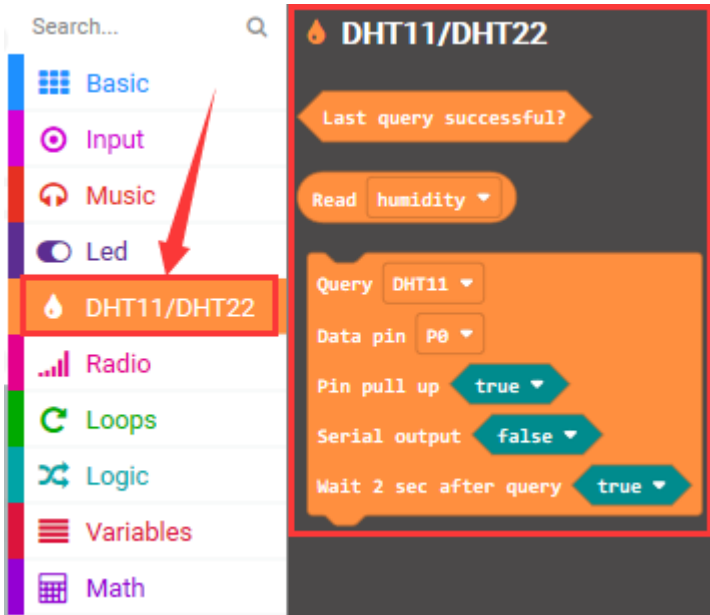 Search...
Basic
Input
Music
Led
DHT11/DHT22
Radio
Loops
Logic
Variables
Math
DHT11/DHT22
Last query successful?
Read humidity
Query DHT11
Data pin P0
Pin pull up true
Serial output false
Wait 2 sec after query true